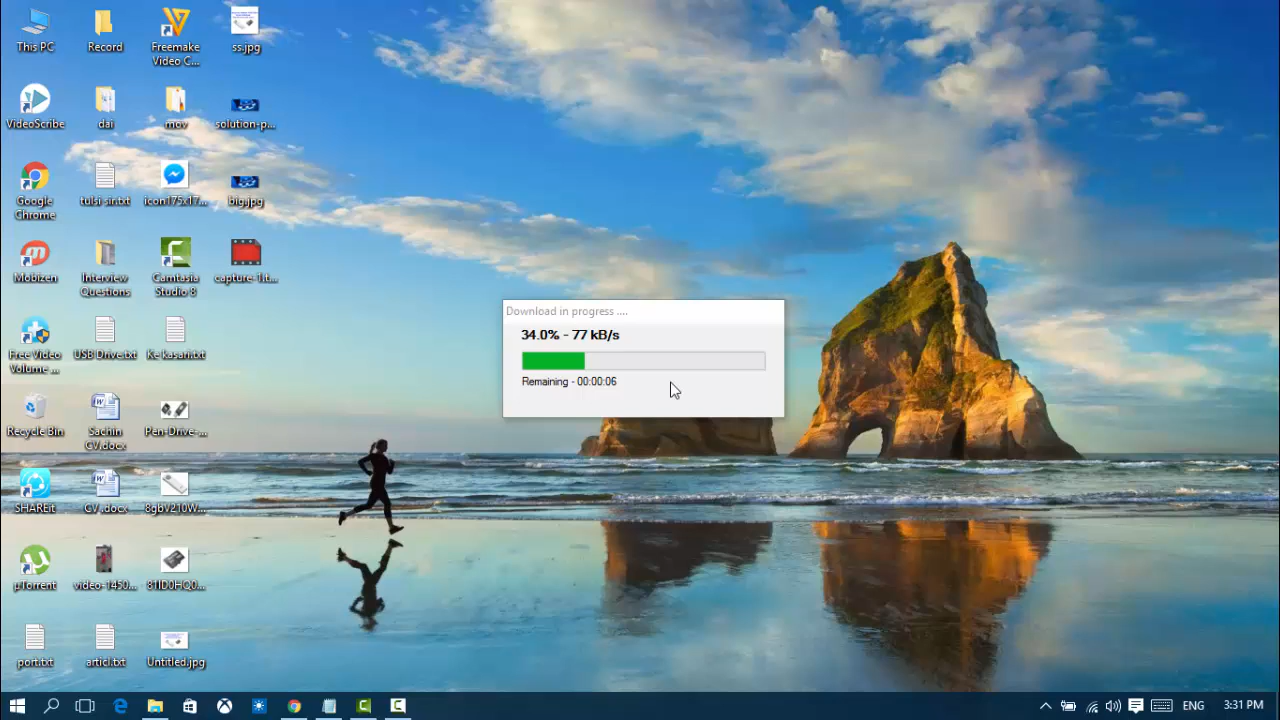 This PC
Record
Freemake
Video C...
ss.jpg
VideoScribe
dai
mov
solution-p...
Google
Chrome
tulsi sir.txt
icon175x17...
big.jpg
Mobizen
Interview
Questions
Camtasia
Studio 8
capture-1.t...
Free Video
Volume ...
USB Drive.txt
Ke kasari.txt
Recycle Bin
Sachin
CV.docx
Pen-Drive-...
SHAREit
CV .docx
8gbV210W...
µTorrent
video-1450...
81lD0HQ0...
port.txt
articl.txt
Untitled.jpg
Download in progress ....
34.0% - 77 kB/s
Remaining - 00:00:06
ENG
3:31 PM